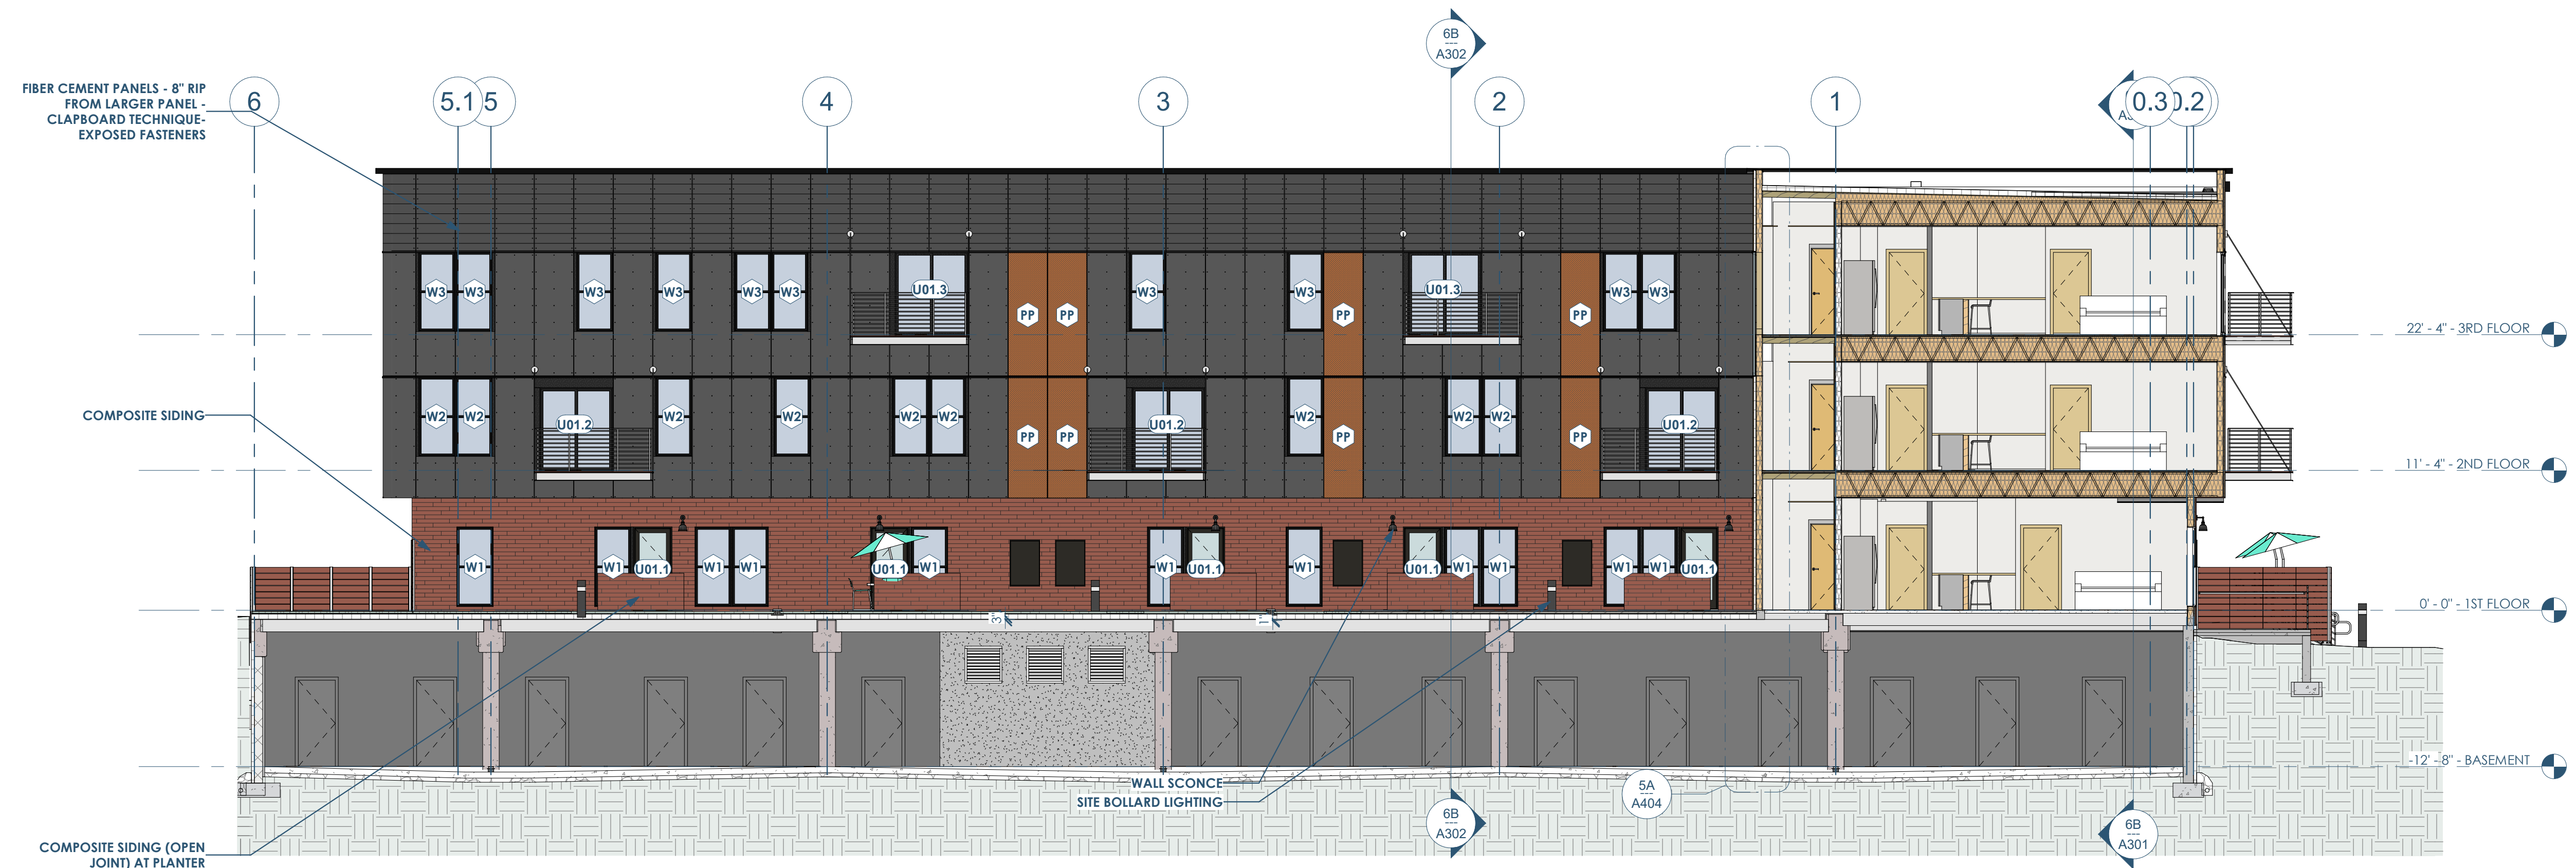 6B
---
A302
FIBER CEMENT PANELS - 8" RIP
FROM LARGER PANEL -
CLAPBOARD TECHNIQUE-
EXPOSED FASTENERS
6
5.1
5
4
3
2
1
0.3
0.2
W3 W3 W3 W3 W3 W3 U01.3 W3 W3 U01.3 W3 W3
PP PP PP PP
22' - 4" - 3RD FLOOR
COMPOSITE SIDING
W2 W2 U01.2 W2 W2 W2 W2 U01.2 W2 W2 W2 U01.2
PP PP PP PP
11' - 4" - 2ND FLOOR
W1 W1 U01.1 W1 W1 U01.1 W1 W1 U01.1 W1 U01.1 W1 W1 W1 W1 U01.1
0' - 0" - 1ST FLOOR
-12' - 8" - BASEMENT
WALL SCONCE
SITE BOLLARD LIGHTING
5A
---
A404
6B
---
A302
6B
---
A301
COMPOSITE SIDING (OPEN
JOINT) AT PLANTER